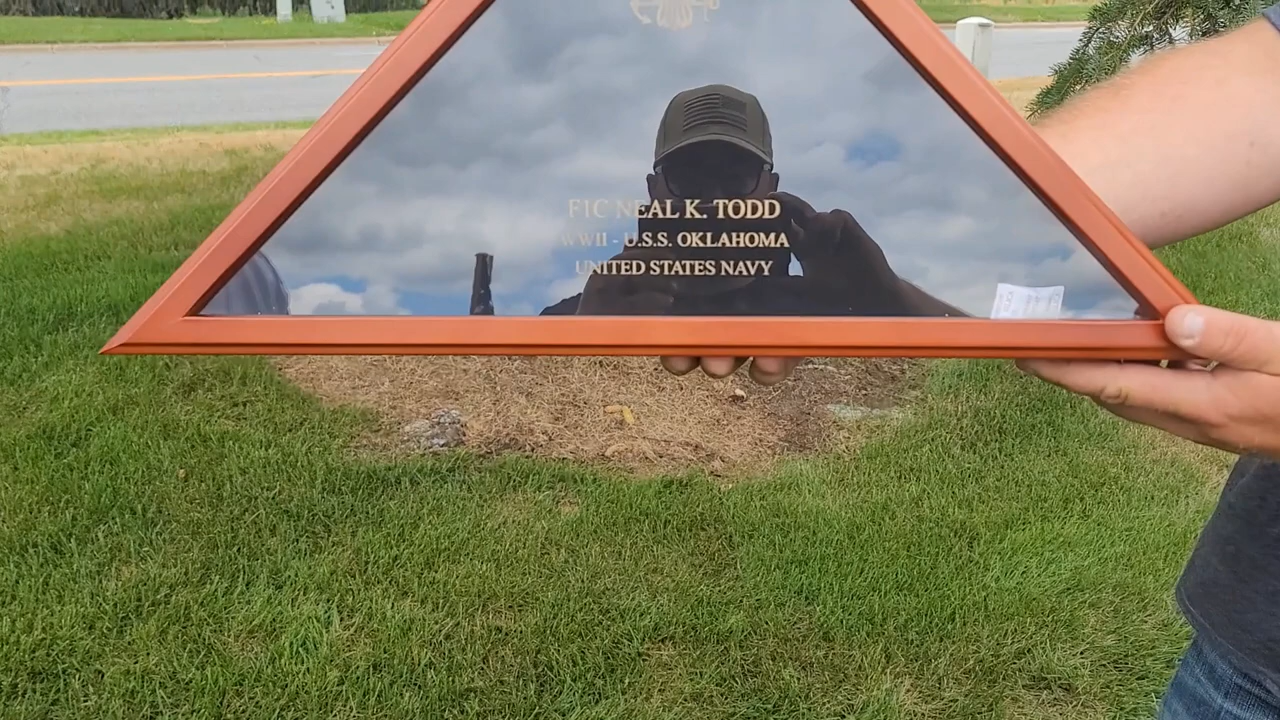 F1C NEAL K. TODD
WWII - U.S.S. OKLAHOMA
UNITED STATES NAVY